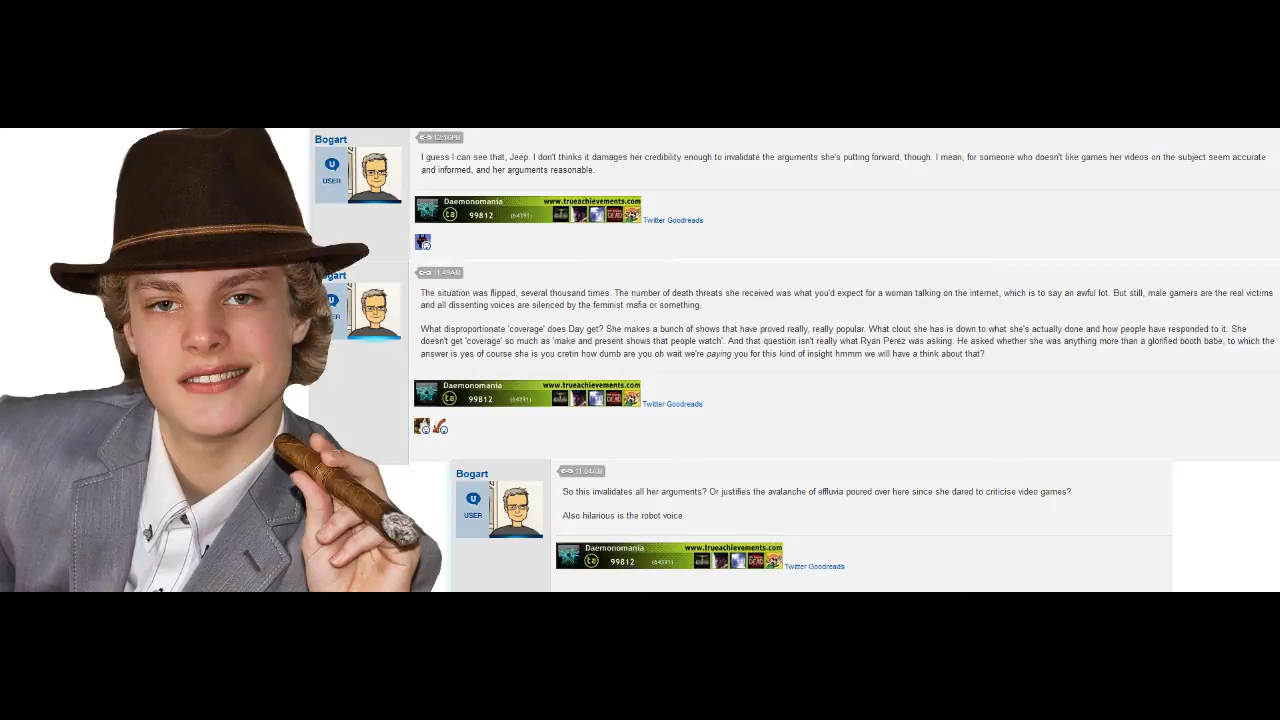 Bogart
12:16PM
USER
I guess I can see that, Jeep. I don't thinks it damages her credibility enough to invalidate the arguments she's putting forward, though. I mean, for someone who doesn't like games her videos on the subject seem accurate
and informed, and her arguments reasonable.
Daemonomania www.trueachievements.com
ta 99812 (64391)
Twitter Goodreads
gart
11:49AM
The situation was flipped, several thousand times. The number of death threats she received was what you'd expect for a woman talking on the internet, which is to say an awful lot. But still, male gamers are the real victims
and all dissenting voices are silenced by the feminist mafia or something.
What disproportionate 'coverage' does Day get? She makes a bunch of shows that have proved really, really popular. What clout she has is down to what she's actually done and how people have responded to it. She
doesn't get 'coverage' so much as 'make and present shows that people watch'. And that question isn't really what Ryan Perez was asking. He asked whether she was anything more than a glorified booth babe, to which the
answer is yes of course she is you cretin how dumb are you oh wait we're paying you for this kind of insight hmmm we will have a think about that?
Daemonomania www.trueachievements.com
ta 99812 (64391)
Twitter Goodreads
Bogart
11:04AM
USER
So this invalidates all her arguments? Or justifies the avalanche of effluvia poured over here since she dared to criticise video games?
Also hilarious is the robot voice.
Daemonomania www.trueachievements.com
ta 99812 (64391)
Twitter Goodreads